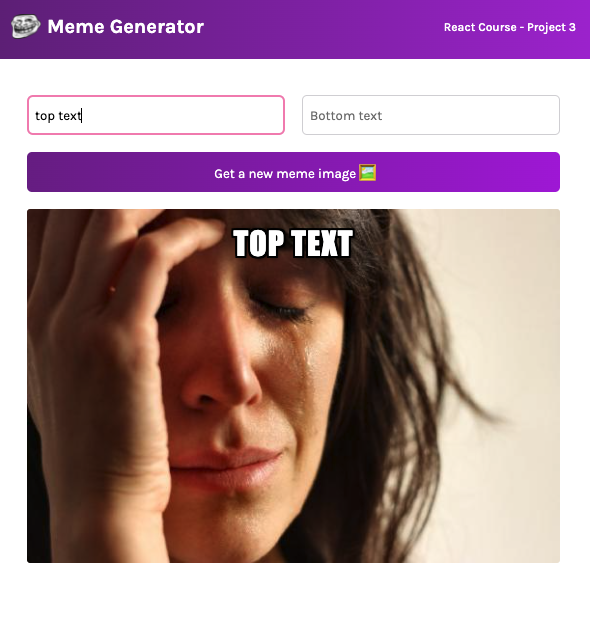 Meme Generator
React Course - Project 3
top text
Bottom text
Get a new meme image
TOP TEXT